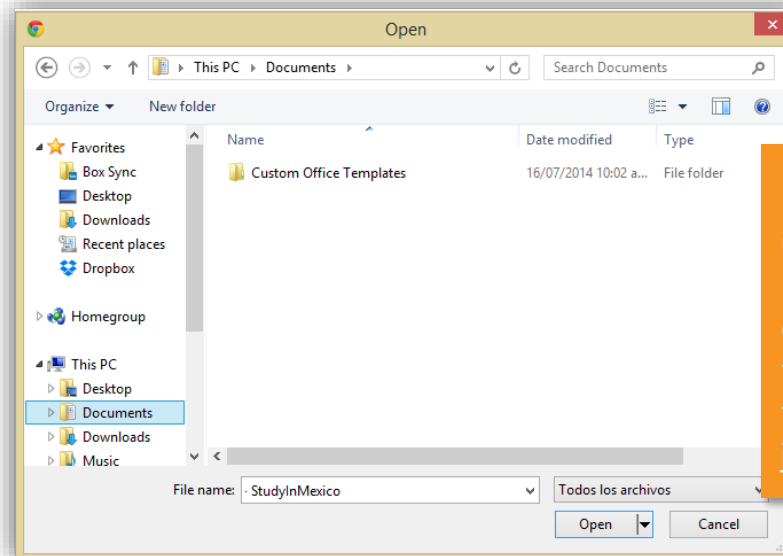 Open
This PC Documents
Search Documents
Organize New folder
Name Date modified Type
Favorites
Box Sync
Desktop
Downloads
Recent places
Dropbox
Homegroup
This PC
Desktop
Documents
Downloads
Music
Custom Office Templates 16/07/2014 10:02 a... File folder
File name: · StudyInMexico
Todos los archivos
Open Cancel